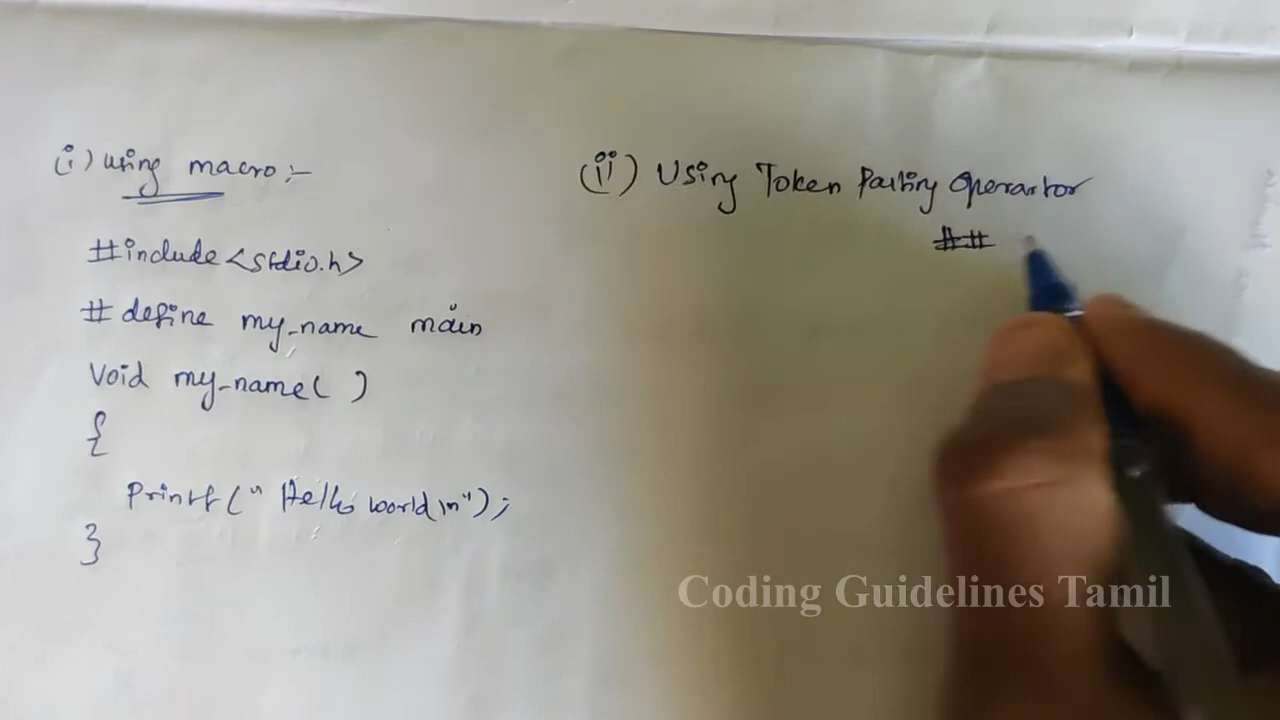 (i) Using macro:-
#include<stdio.h>
# define my_name main
Void my_name( )
{
Printf(" Hello world\n");
}
(ii) Using Token Pasting Operartor
##
Coding Guidelines Tamil